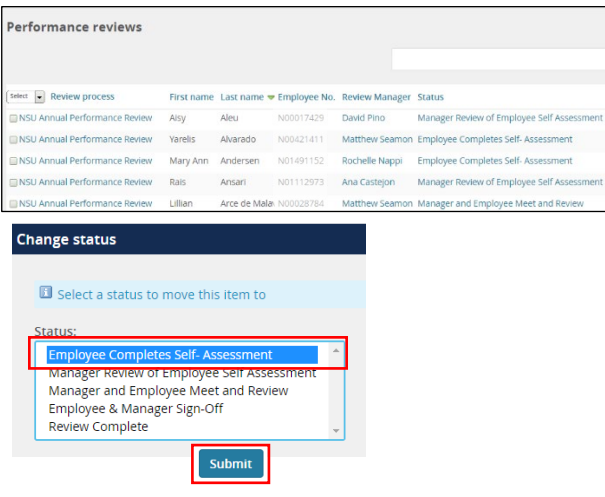 Performance reviews
Select Review process First name Last name Employee No. Review Manager Status
NSU Annual Performance Review Aisy Aleu N00017429 David Pino Manager Review of Employee Self Assessment
NSU Annual Performance Review Yarelis Alvarado N00421411 Matthew Seamon Employee Completes Self- Assessment
NSU Annual Performance Review Mary Ann Andersen N01491152 Rochelle Nappi Employee Completes Self- Assessment
NSU Annual Performance Review Rais Ansari N01112973 Ana Castejon Manager Review of Employee Self Assessment
NSU Annual Performance Review Lillian Arce de Mala N00028784 Matthew Seamon Manager and Employee Meet and Review
Change status
Select a status to move this item to
Status:
Employee Completes Self- Assessment
Manager Review of Employee Self Assessment
Manager and Employee Meet and Review
Employee & Manager Sign-Off
Review Complete
Submit